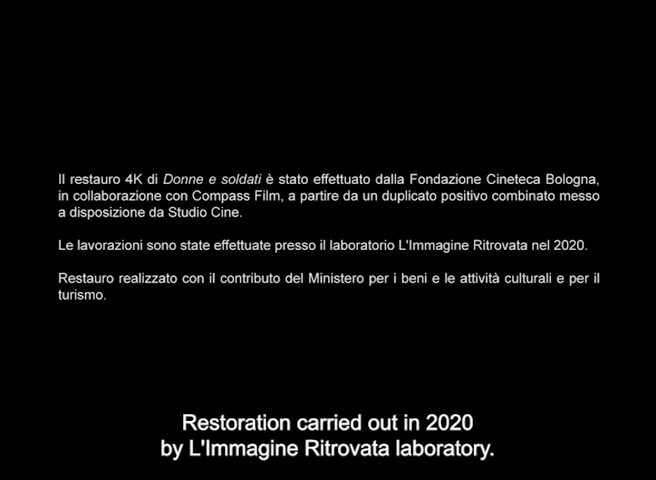 Il restauro 4K di Donne e soldati è stato effettuato dalla Fondazione Cineteca Bologna,
in collaborazione con Compass Film, a partire da un duplicato positivo combinato messo
a disposizione da Studio Cine.
Le lavorazioni sono state effettuate presso il laboratorio L'Immagine Ritrovata nel 2020.
Restauro realizzato con il contributo del Ministero per i beni e le attività culturali e per il
turismo.
Restoration carried out in 2020
by L'Immagine Ritrovata laboratory.